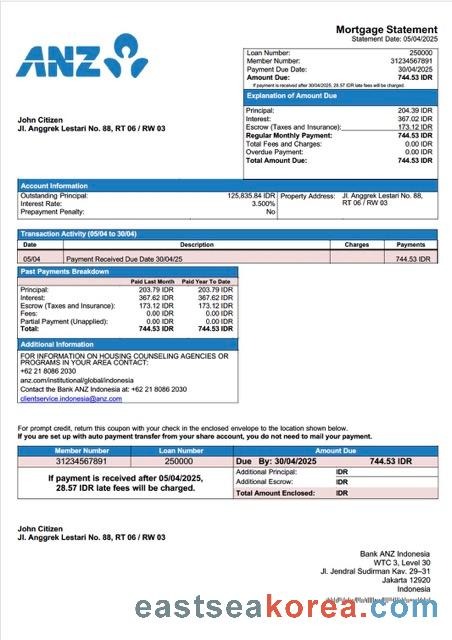 Mortgage Statement
Statement Date: 05/04/2025
ANZ
Loan Number: 250000
Member Number: 31234567891
Payment Due Date: 30/04/2025
Amount Due: 744.53 IDR
If payment is received after 30/04/2025, 28.57 IDR late fees will be charged.
Explanation of Amount Due
Principal: 204.39 IDR
Interest: 367.02 IDR
Escrow (Taxes and Insurance): 173.12 IDR
Regular Monthly Payment: 744.53 IDR
Total Fees and Charges: 0.00 IDR
Overdue Payment: 0.00 IDR
Total Amount Due: 744.53 IDR
John Citizen
Jl. Anggrek Lestari No. 88, RT 06 / RW 03
Account Information
Outstanding Principal: 125,835.84 IDR Property Address: Jl. Anggrek Lestari No. 88,
Interest Rate: 3.500% RT 06 / RW 03
Prepayment Penalty: No
Transaction Activity (05/04 to 30/04)
Date Description Charges Payments
05/04 Payment Received Due Date 30/04/25 744.53 IDR
Past Payments Breakdown
Paid Last Month Paid Year To Date
Principal: 203.79 IDR 203.79 IDR
Interest: 367.62 IDR 367.62 IDR
Escrow (Taxes and Insurance): 173.12 IDR 173.12 IDR
Fees: 0.00 IDR 0.00 IDR
Partial Payment (Unapplied): 0.00 IDR 0.00 IDR
Total: 744.53 IDR 744.53 IDR
Additional Information
FOR INFORMATION ON HOUSING COUNSELING AGENCIES OR
PROGRAMS IN YOUR AREA CONTACT:
+62 21 8086 2030
anz.com/institutional/global/indonesia
Contact the Bank ANZ Indonesia at: +62 21 8086 2030
clientservice.indonesia@anz.com
For prompt credit, return this coupon with your check in the enclosed envelope to the location shown below.
If you are set up with auto payment transfer from your share account, you do not need to mail your payment.
Member Number Loan Number Amount Due
31234567891 250000 Due By: 30/04/2025 744.53 IDR
If payment is received after 05/04/2025,
28.57 IDR late fees will be charged.
Additional Principal: IDR
Additional Escrow: IDR
Total Amount Enclosed: IDR
John Citizen
Jl. Anggrek Lestari No. 88, RT 06 / RW 03
Bank ANZ Indonesia
WTC 3, Level 30
Jl. Jendral Sudirman Kav. 29–31
Jakarta 12920
Indonesia
eastseakorea.com